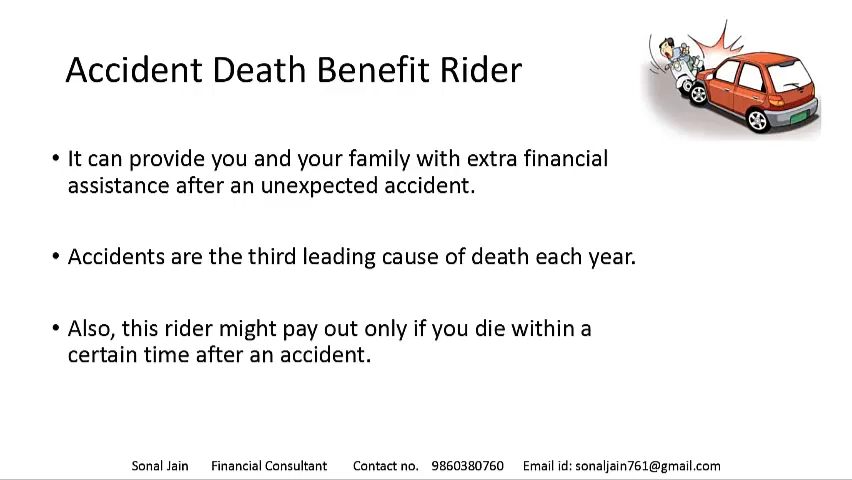 Accident Death Benefit Rider
• It can provide you and your family with extra financial
assistance after an unexpected accident.
• Accidents are the third leading cause of death each year.
• Also, this rider might pay out only if you die within a
certain time after an accident.
Sonal Jain Financial Consultant Contact no. 9860380760 Email id: sonaljain761@gmail.com